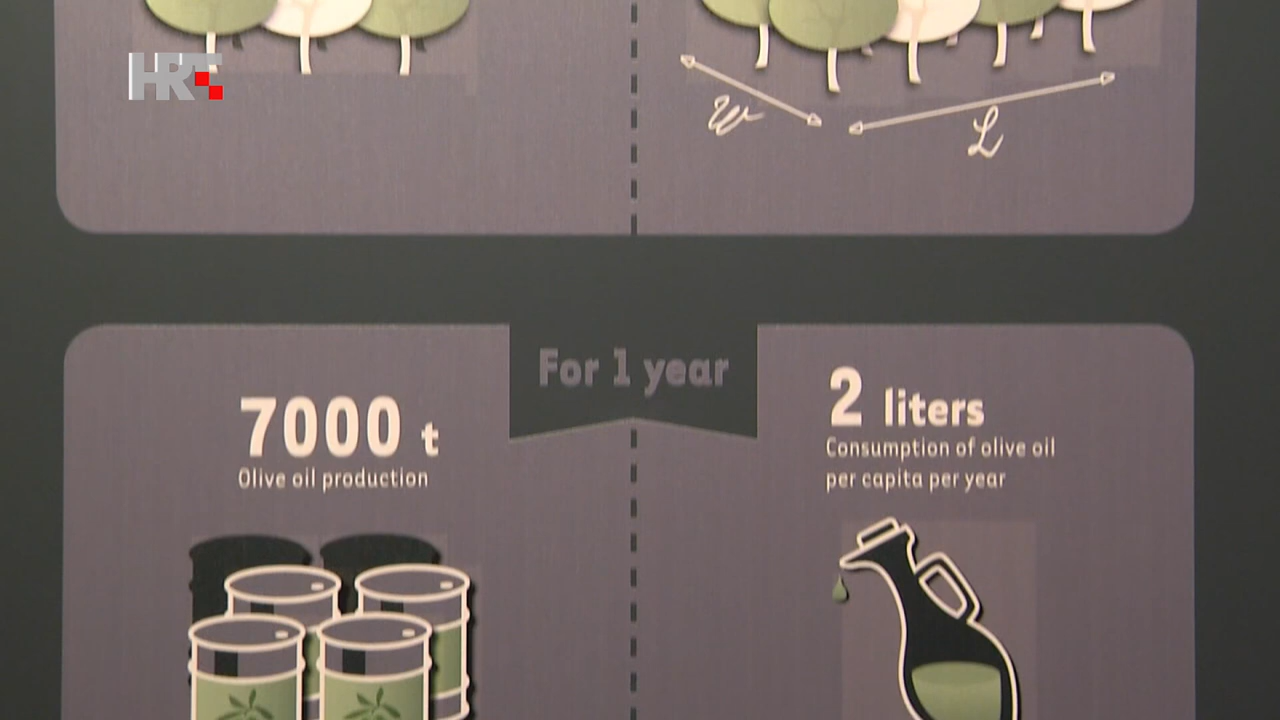 HRT
W
L
For 1 year
7000 t
Olive oil production
2 liters
Consumption of olive oil
per capita per year